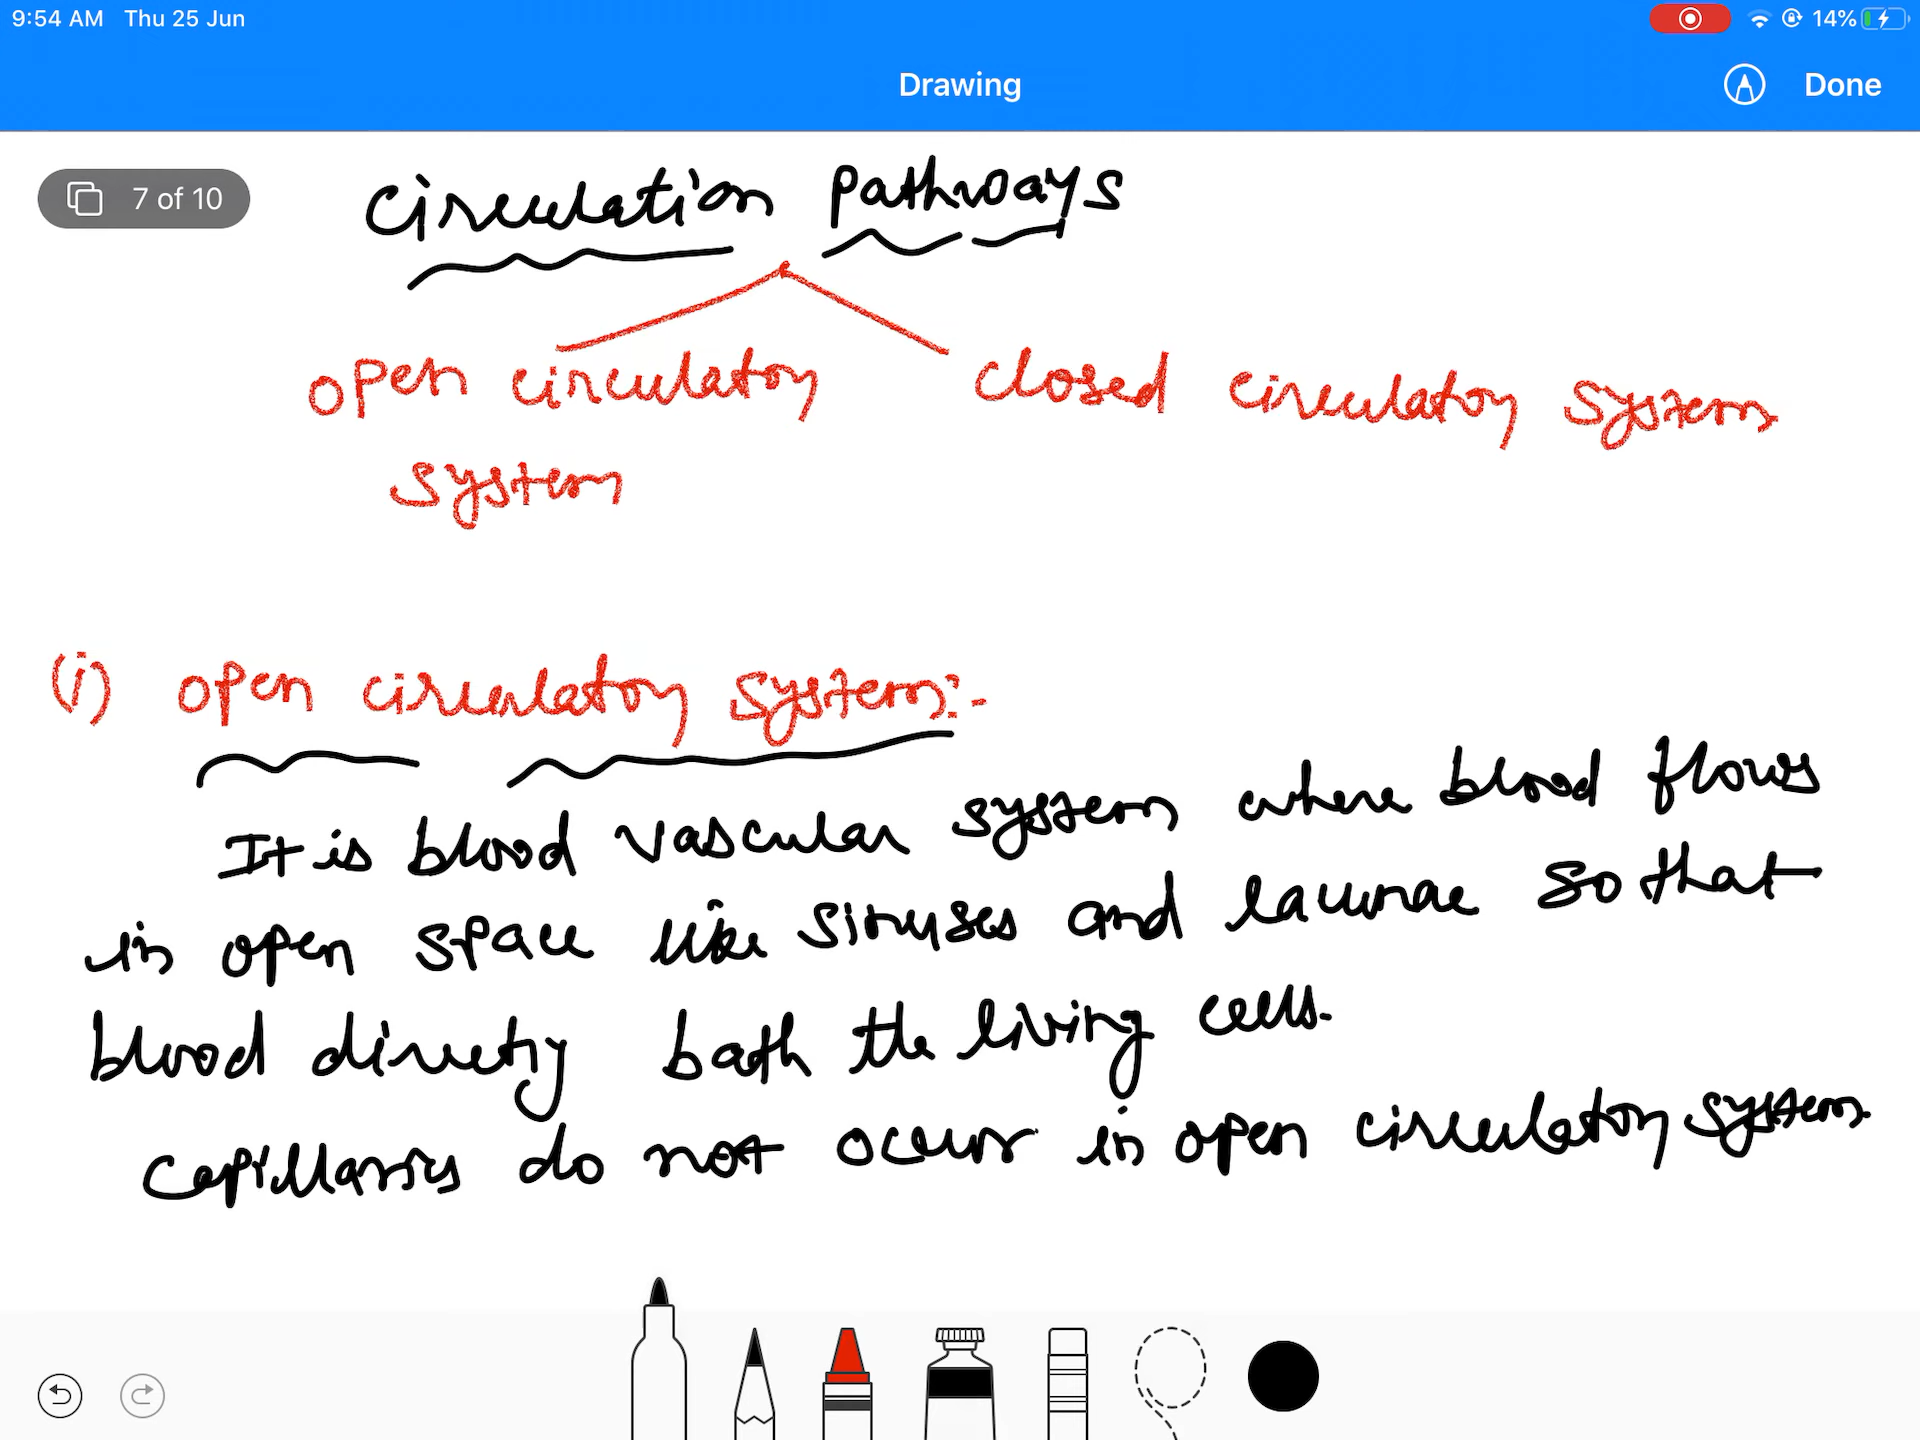 9:54 AM Thu 25 Jun 14%
Drawing Done
7 of 10
Circulation Pathways
open circulatory closed circulatory system
system
(i) open circulatory system:-
It is blood vascular system where blood flows
in open space like sinuses and lacunae so that
blood directly bath the living cells.
Capillaries do not occur in open circulatory system